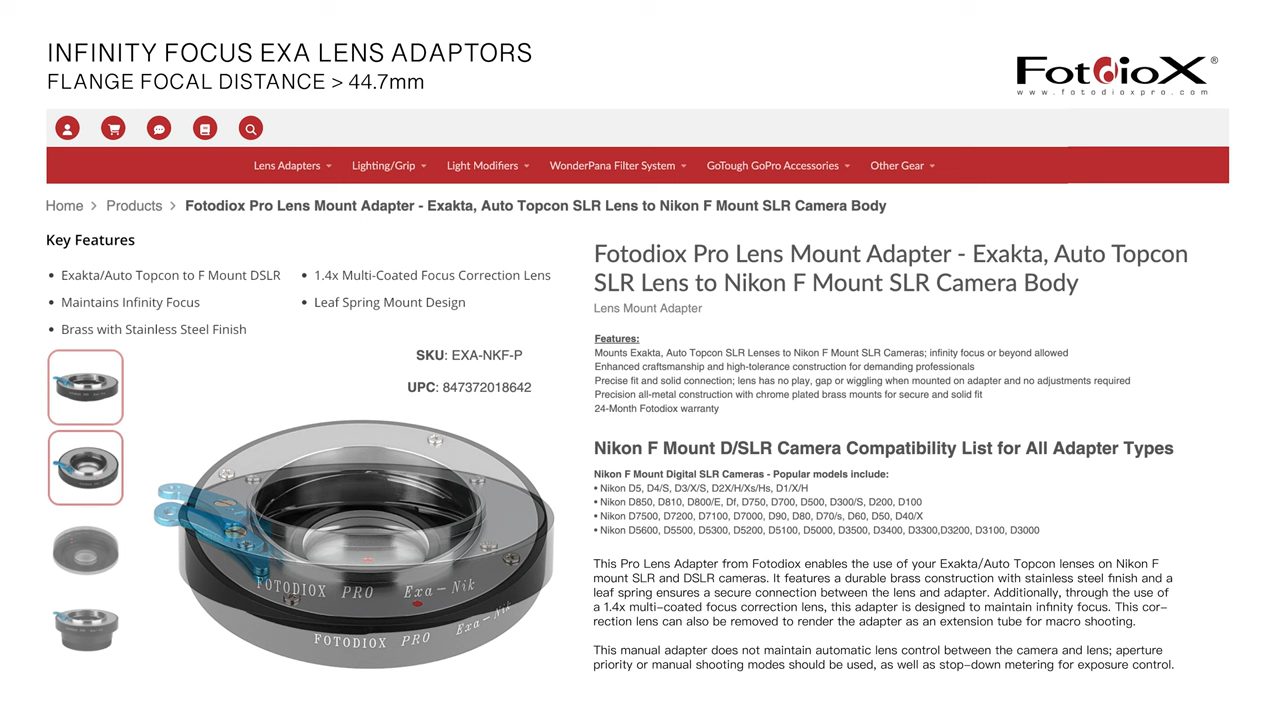 INFINITY FOCUS EXA LENS ADAPTORS
FLANGE FOCAL DISTANCE > 44.7mm
FotodioX®
www.fotodioxpro.com
Lens Adapters Lighting/Grip Light Modifiers WonderPana Filter System GoTough GoPro Accessories Other Gear
Home > Products > Fotodiox Pro Lens Mount Adapter - Exakta, Auto Topcon SLR Lens to Nikon F Mount SLR Camera Body
Key Features
• Exakta/Auto Topcon to F Mount DSLR
• Maintains Infinity Focus
• Brass with Stainless Steel Finish
• 1.4x Multi-Coated Focus Correction Lens
• Leaf Spring Mount Design
SKU: EXA-NKF-P
UPC: 847372018642
FOTODIOX PRO Exa-Nik
FOTODIOX PRO Exa-Nik
Fotodiox Pro Lens Mount Adapter - Exakta, Auto Topcon
SLR Lens to Nikon F Mount SLR Camera Body
Lens Mount Adapter
Features:
Mounts Exakta, Auto Topcon SLR Lenses to Nikon F Mount SLR Cameras; infinity focus or beyond allowed
Enhanced craftsmanship and high-tolerance construction for demanding professionals
Precise fit and solid connection; lens has no play, gap or wiggling when mounted on adapter and no adjustments required
Precision all-metal construction with chrome plated brass mounts for secure and solid fit
24-Month Fotodiox warranty
Nikon F Mount D/SLR Camera Compatibility List for All Adapter Types
Nikon F Mount Digital SLR Cameras - Popular models include:
• Nikon D5, D4/S, D3/X/S, D2X/H/Xs/Hs, D1/X/H
• Nikon D850, D810, D800/E, Df, D750, D700, D500, D300/S, D200, D100
• Nikon D7500, D7200, D7100, D7000, D90, D80, D70/s, D60, D50, D40/X
• Nikon D5600, D5500, D5300, D5200, D5100, D5000, D3500, D3400, D3300,D3200, D3100, D3000
This Pro Lens Adapter from Fotodiox enables the use of your Exakta/Auto Topcon lenses on Nikon F
mount SLR and DSLR cameras. It features a durable brass construction with stainless steel finish and a
leaf spring ensures a secure connection between the lens and adapter. Additionally, through the use of
a 1.4x multi-coated focus correction lens, this adapter is designed to maintain infinity focus. This cor-
rection lens can also be removed to render the adapter as an extension tube for macro shooting.
This manual adapter does not maintain automatic lens control between the camera and lens; aperture
priority or manual shooting modes should be used, as well as stop-down metering for exposure control.